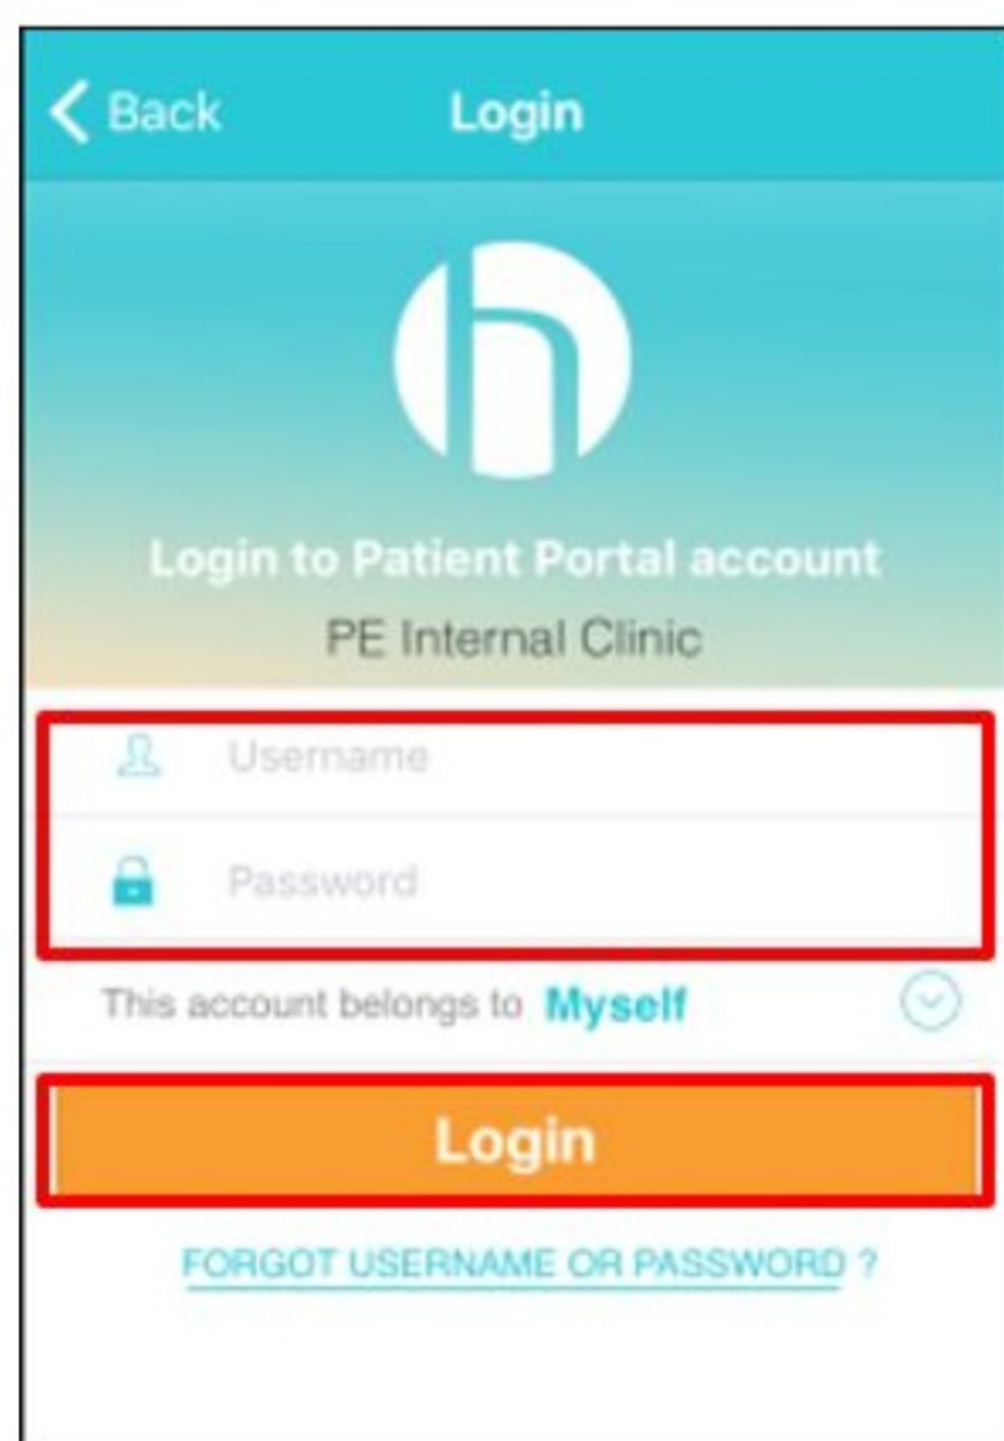 Back Login
Login to Patient Portal account
PE Internal Clinic
Username
Password
This account belongs to Myself
Login
FORGOT USERNAME OR PASSWORD ?